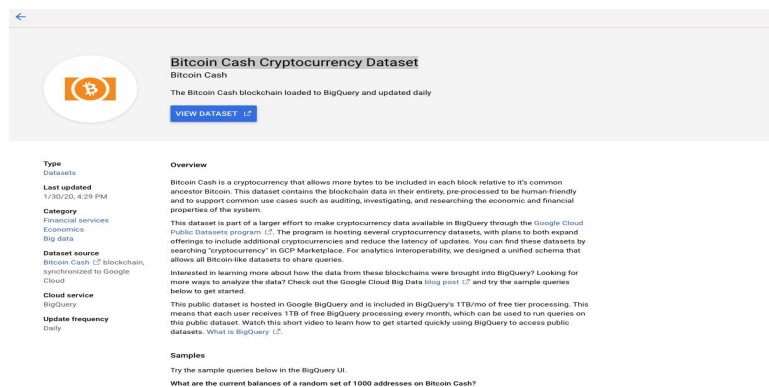 Bitcoin Cash Cryptocurrency Dataset
Bitcoin Cash
The Bitcoin Cash blockchain loaded to BigQuery and updated daily
VIEW DATASET
Type
Datasets
Last updated
1/30/20, 4:29 PM
Category
Financial services
Economics
Big data
Dataset source
Bitcoin Cash blockchain,
synchronized to Google
Cloud
Cloud service
BigQuery
Update frequency
Daily
Overview
Bitcoin Cash is a cryptocurrency that allows more bytes to be included in each block relative to it's common
ancestor Bitcoin. This dataset contains the blockchain data in their entirety, pre-processed to be human-friendly
and to support common use cases such as auditing, investigating, and researching the economic and financial
properties of the system.
This dataset is part of a larger effort to make cryptocurrency data available in BigQuery through the Google Cloud
Public Datasets program. The program is hosting several cryptocurrency datasets, with plans to both expand
offerings to include additional cryptocurrencies and reduce the latency of updates. You can find these datasets by
searching "cryptocurrency" in GCP Marketplace. For analytics interoperability, we designed a unified schema that
allows all Bitcoin-like datasets to share queries.
Interested in learning more about how the data from these blockchains were brought into BigQuery? Looking for
more ways to analyze the data? Check out the Google Cloud Big Data blog post and try the sample queries
below to get started.
This public dataset is hosted in Google BigQuery and is included in BigQuery's 1TB/mo of free tier processing. This
means that each user receives 1TB of free BigQuery processing every month, which can be used to run queries on
this public dataset. Watch this short video to learn how to get started quickly using BigQuery to access public
datasets. What is BigQuery.
Samples
Try the sample queries below in the BigQuery UI.
What are the current balances of a random set of 1000 addresses on Bitcoin Cash?